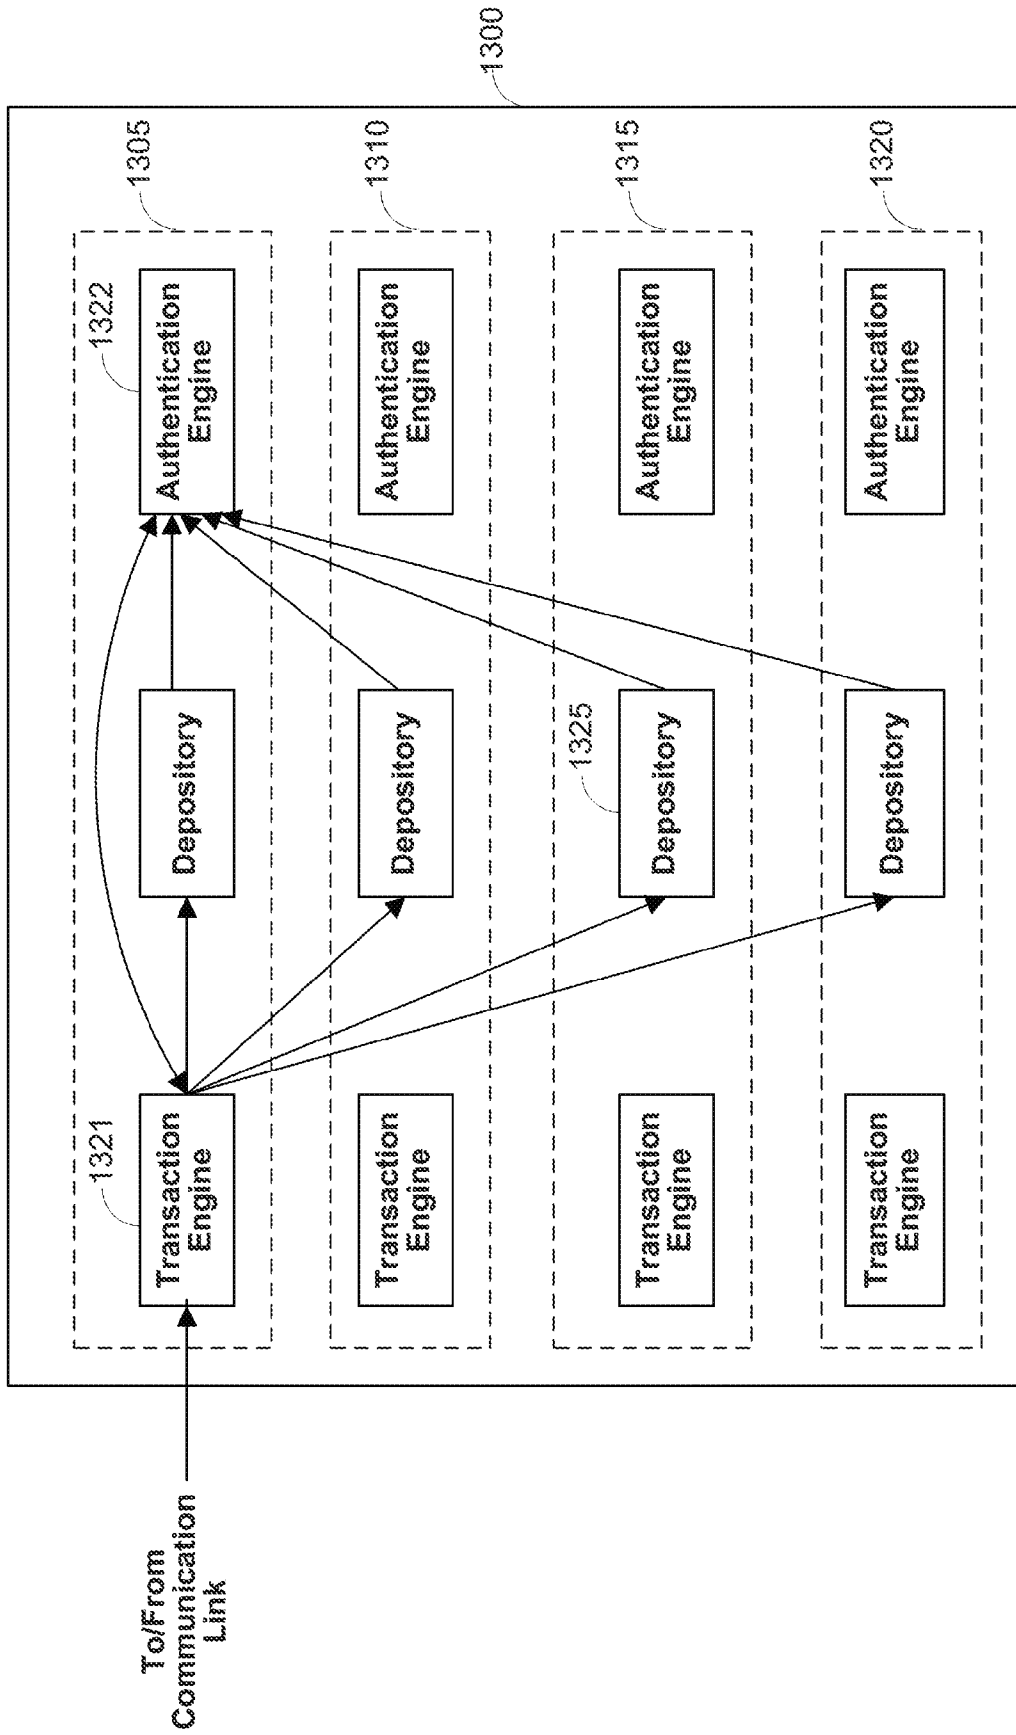 To/From
Communication
Link
1300
1305
1321
Transaction
Engine
Depository
1322
Authentication
Engine
1310
Transaction
Engine
Depository
Authentication
Engine
1315
Transaction
Engine
1325
Depository
Authentication
Engine
1320
Transaction
Engine
Depository
Authentication
Engine